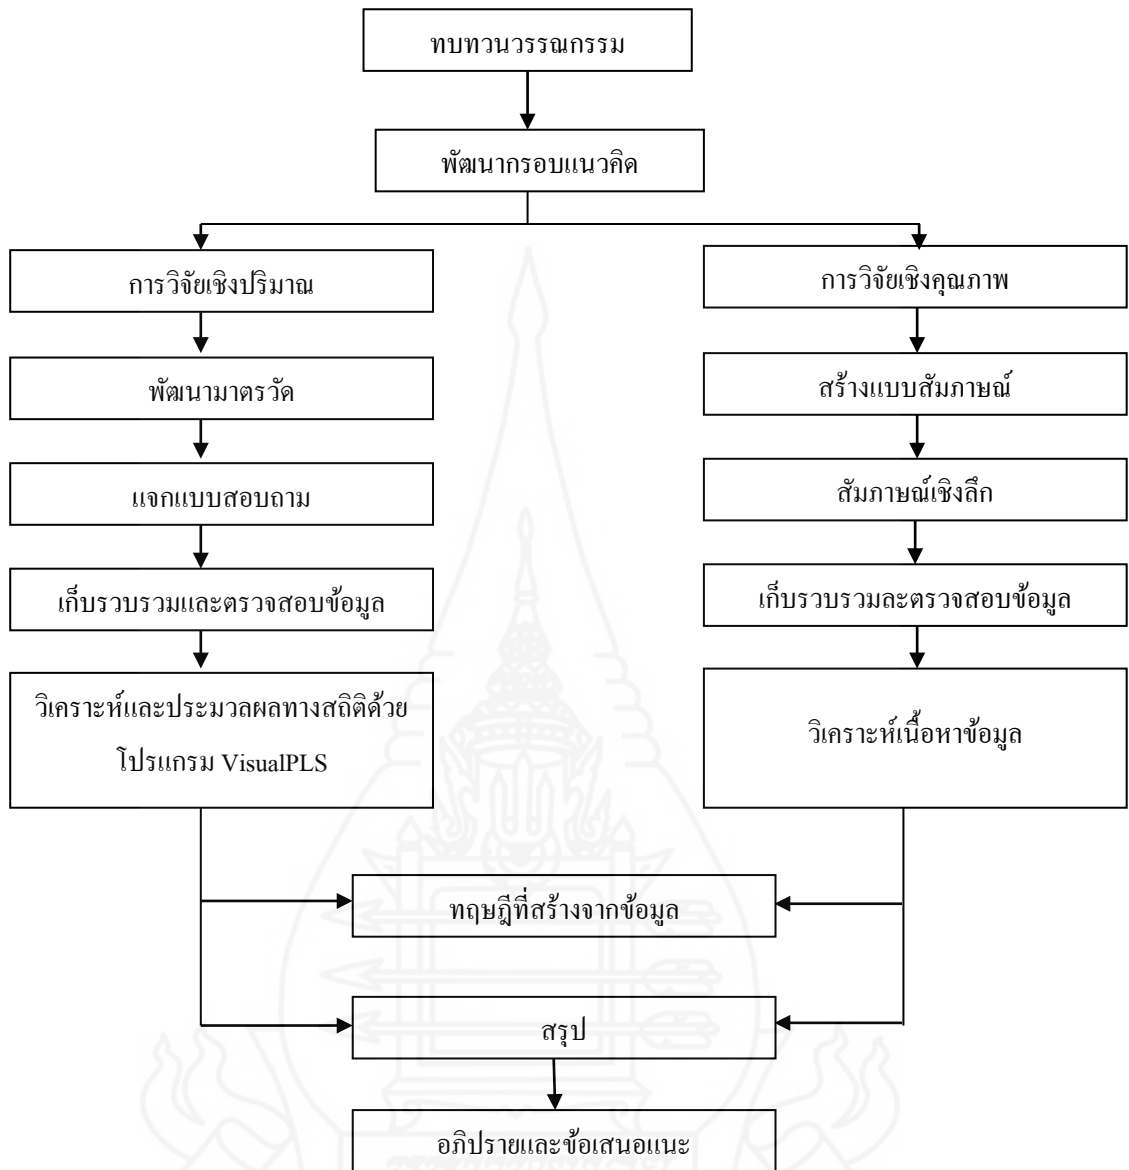 ทบทวนวรรณกรรม
พัฒนากรอบแนวคิด
การวิจัยเชิงปริมาณ
พัฒนามาตรวัด
แจกแบบสอบถาม
เก็บรวบรวมและตรวจสอบข้อมูล
วิเคราะห์และประมวลผลทางสถิติด้วย
โปรแกรม VisualPLS
การวิจัยเชิงคุณภาพ
สร้างแบบสัมภาษณ์
สัมภาษณ์เชิงลึก
เก็บรวบรวมละตรวจสอบข้อมูล
วิเคราะห์เนื้อหาข้อมูล
ทฤษฎีที่สร้างจากข้อมูล
สรุป
อภิปรายและข้อเสนอแนะ